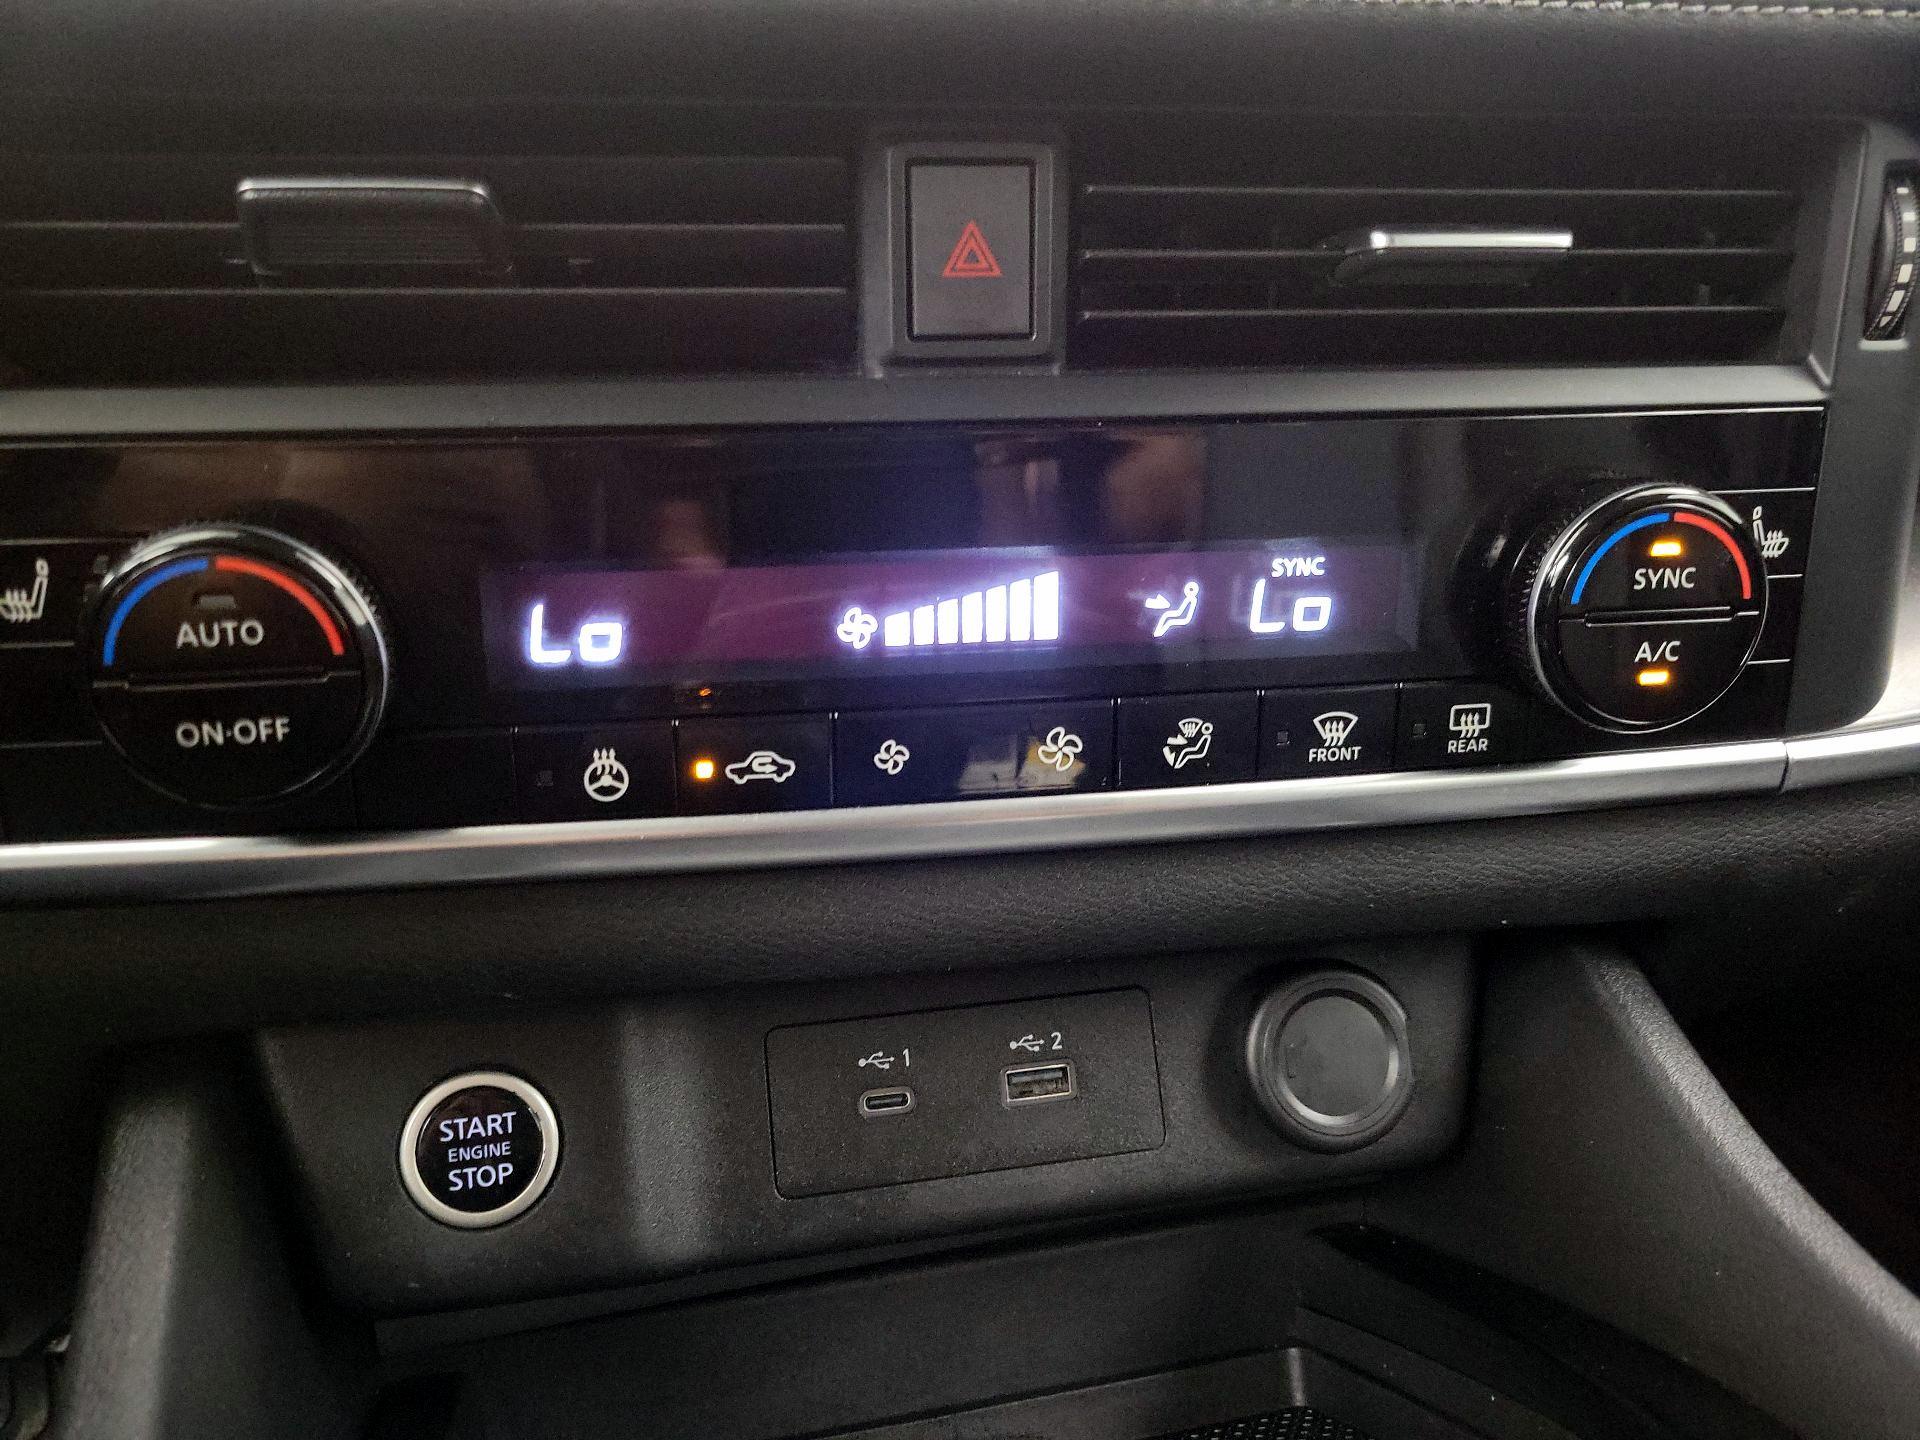 SYNC
Lo
Lo
AUTO
ON·OFF
SYNC
A/C
FRONT
REAR
1
2
START
ENGINE
STOP